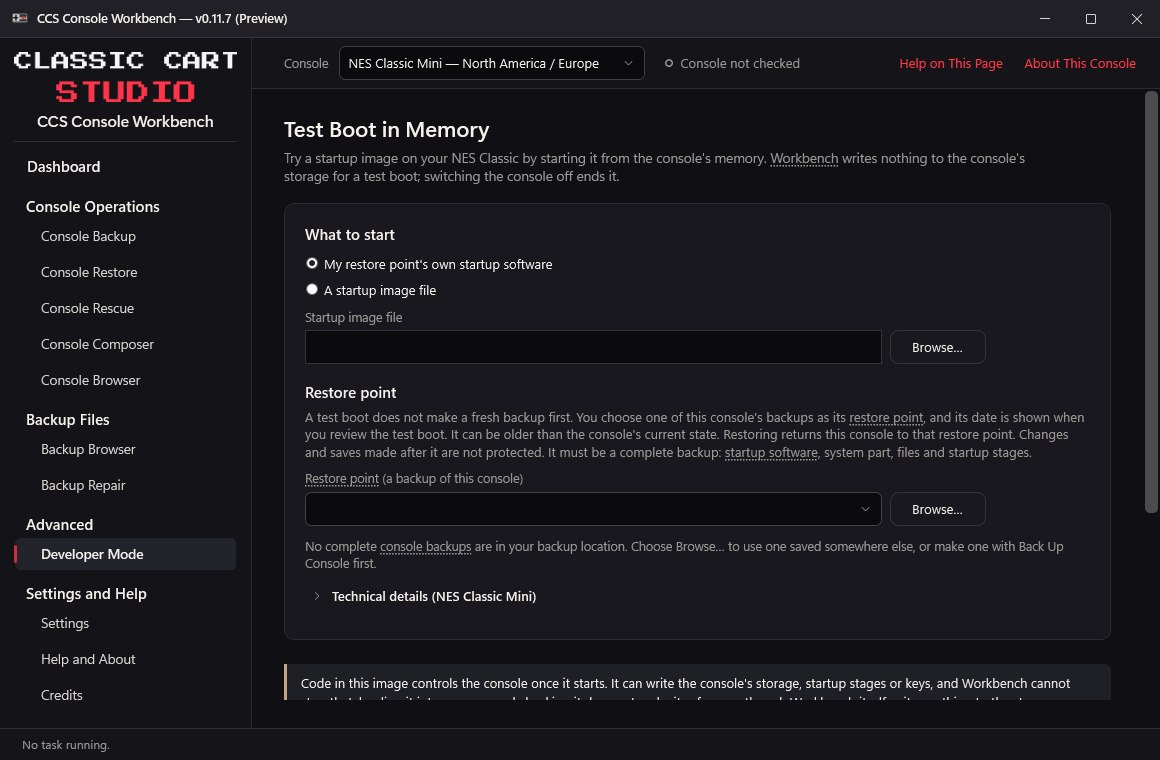 CCS Console Workbench — v0.11.7 (Preview)
CLASSIC CART
STUDIO
CCS Console Workbench
Dashboard
Console Operations
Console Backup
Console Restore
Console Rescue
Console Composer
Console Browser
Backup Files
Backup Browser
Backup Repair
Advanced
Developer Mode
Settings and Help
Settings
Help and About
Credits
Console
NES Classic Mini — North America / Europe
Console not checked
Help on This Page
About This Console
Test Boot in Memory
Try a startup image on your NES Classic by starting it from the console's memory. Workbench writes nothing to the console's
storage for a test boot; switching the console off ends it.
What to start
My restore point's own startup software
A startup image file
Startup image file
Browse...
Restore point
A test boot does not make a fresh backup first. You choose one of this console's backups as its restore point, and its date is shown when
you review the test boot. It can be older than the console's current state. Restoring returns this console to that restore point. Changes
and saves made after it are not protected. It must be a complete backup: startup software, system part, files and startup stages.
Restore point (a backup of this console)
Browse...
No complete console backups are in your backup location. Choose Browse... to use one saved somewhere else, or make one with Back Up
Console first.
Technical details (NES Classic Mini)
Code in this image controls the console once it starts. It can write the console's storage, startup stages or keys, and Workbench cannot
No task running.